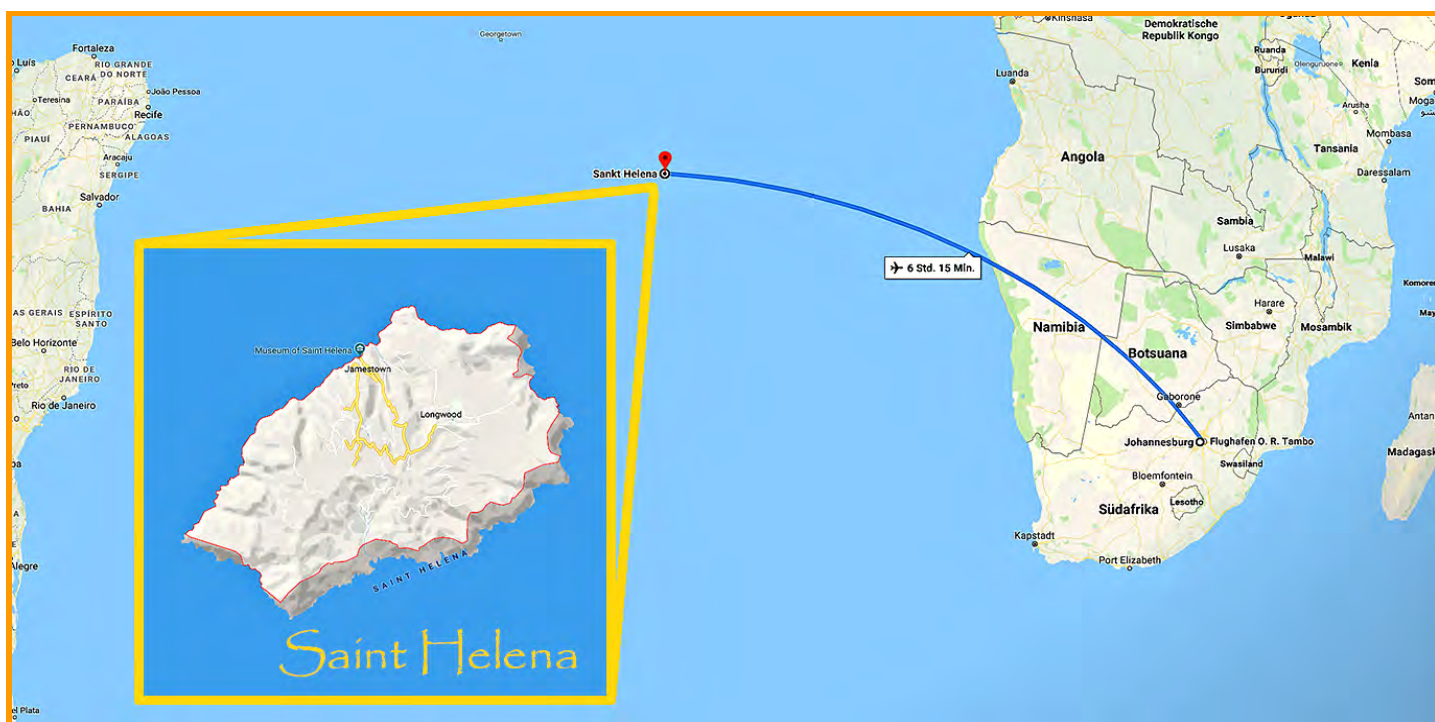 Georgetown
Fortaleza
RIO GRANDE
DO NORTE
CEARÁ
João Pessoa
Teresina
PARAÍBA
Recife
PERNAMBUCO
PIAUÍ
ALAGOAS
Aracaju
SERGIPE
Salvador
BAHIA
ESPÍRITO
SANTO
Belo Horizonte
RIO DE
JANEIRO
Rio de Janeiro
Sankt Helena
6 Std. 15 Min.
Museum of Saint Helena
Jamestown
Longwood
SAINT HELENA
Saint Helena
Kinshasa
Demokratische
Republik Kongo
Ruanda
Burundi
Kenia
Luanda
Arusha
Mombasa
Tansania
Daressalam
Angola
Sambia
Lusaka
Malawi
Harare
Simbabwe
Mosambik
Namibia
Botsuana
Gaborone
Johannesburg
Flughafen O. R. Tambo
Swasiland
Bloemfontein
Lesotho
Südafrika
Kapstadt
Port Elizabeth